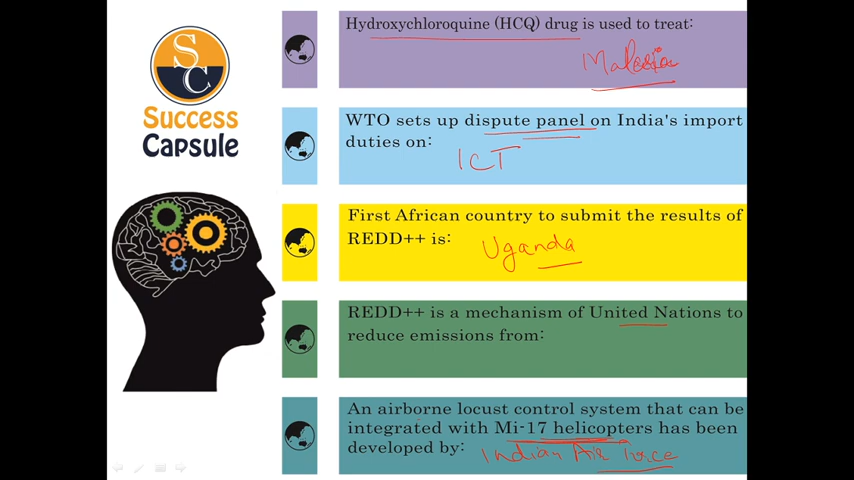 SC
Success
Capsule
Hydroxychloroquine (HCQ) drug is used to treat:
Malaria
WTO sets up dispute panel on India's import
duties on:
ICT
First African country to submit the results of
REDD++ is:
Uganda
REDD++ is a mechanism of United Nations to
reduce emissions from:
An airborne locust control system that can be
integrated with Mi-17 helicopters has been
developed by:
Indian Air Force